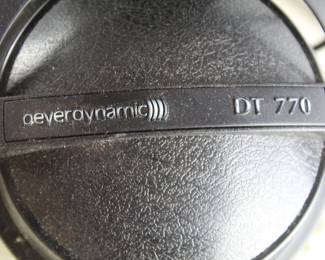 beyerdynamic))) DT 770